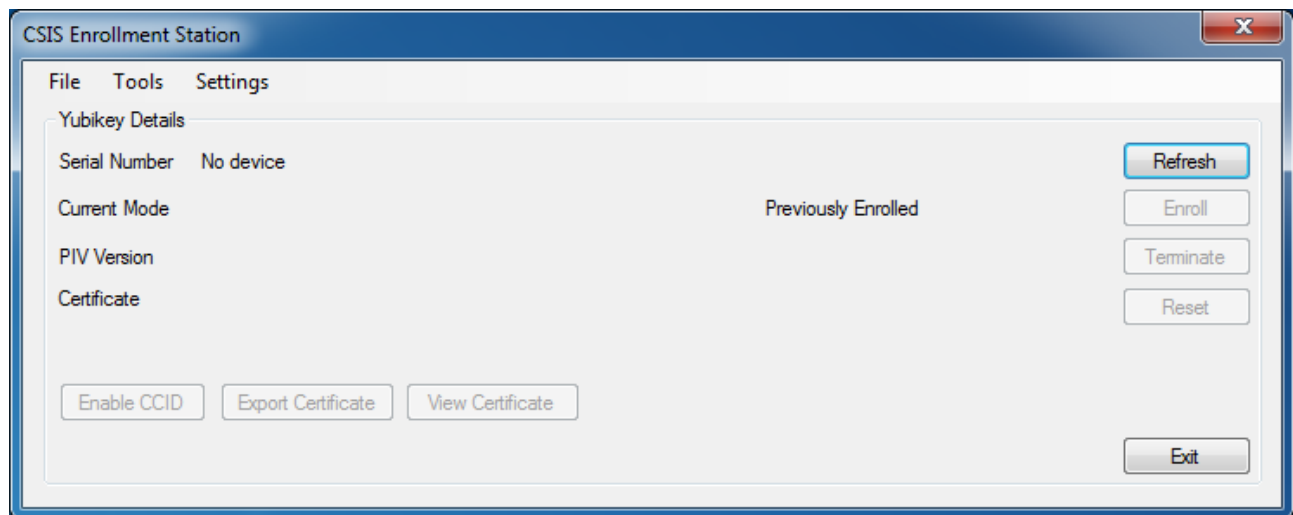 CSIS Enrollment Station
File Tools Settings
Yubikey Details
Serial Number No device Refresh
Current Mode Previously Enrolled Enroll
PIV Version Terminate
Certificate Reset
Enable CCID Export Certificate View Certificate
Exit